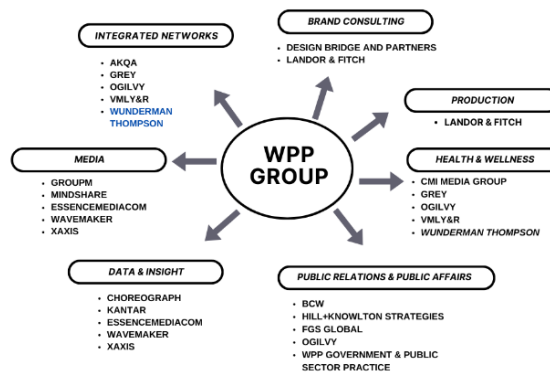 BRAND CONSULTING
• DESIGN BRIDGE AND PARTNERS
• LANDOR & FITCH
INTEGRATED NETWORKS
• AKQA
• GREY
• OGILVY
• VMLY&R
• WUNDERMAN
THOMPSON
PRODUCTION
• LANDOR & FITCH
WPP
GROUP
MEDIA
• GROUPM
• MINDSHARE
• ESSENCEMEDIACOM
• WAVEMAKER
• XAXIS
HEALTH & WELLNESS
• CMI MEDIA GROUP
• GREY
• OGILVY
• VMLY&R
• WUNDERMAN THOMPSON
DATA & INSIGHT
• CHOREOGRAPH
• KANTAR
• ESSENCEMEDIACOM
• WAVEMAKER
• XAXIS
PUBLIC RELATIONS & PUBLIC AFFAIRS
• BCW
• HILL+KNOWLTON STRATEGIES
• FGS GLOBAL
• OGILVY
• WPP GOVERNMENT & PUBLIC
SECTOR PRACTICE